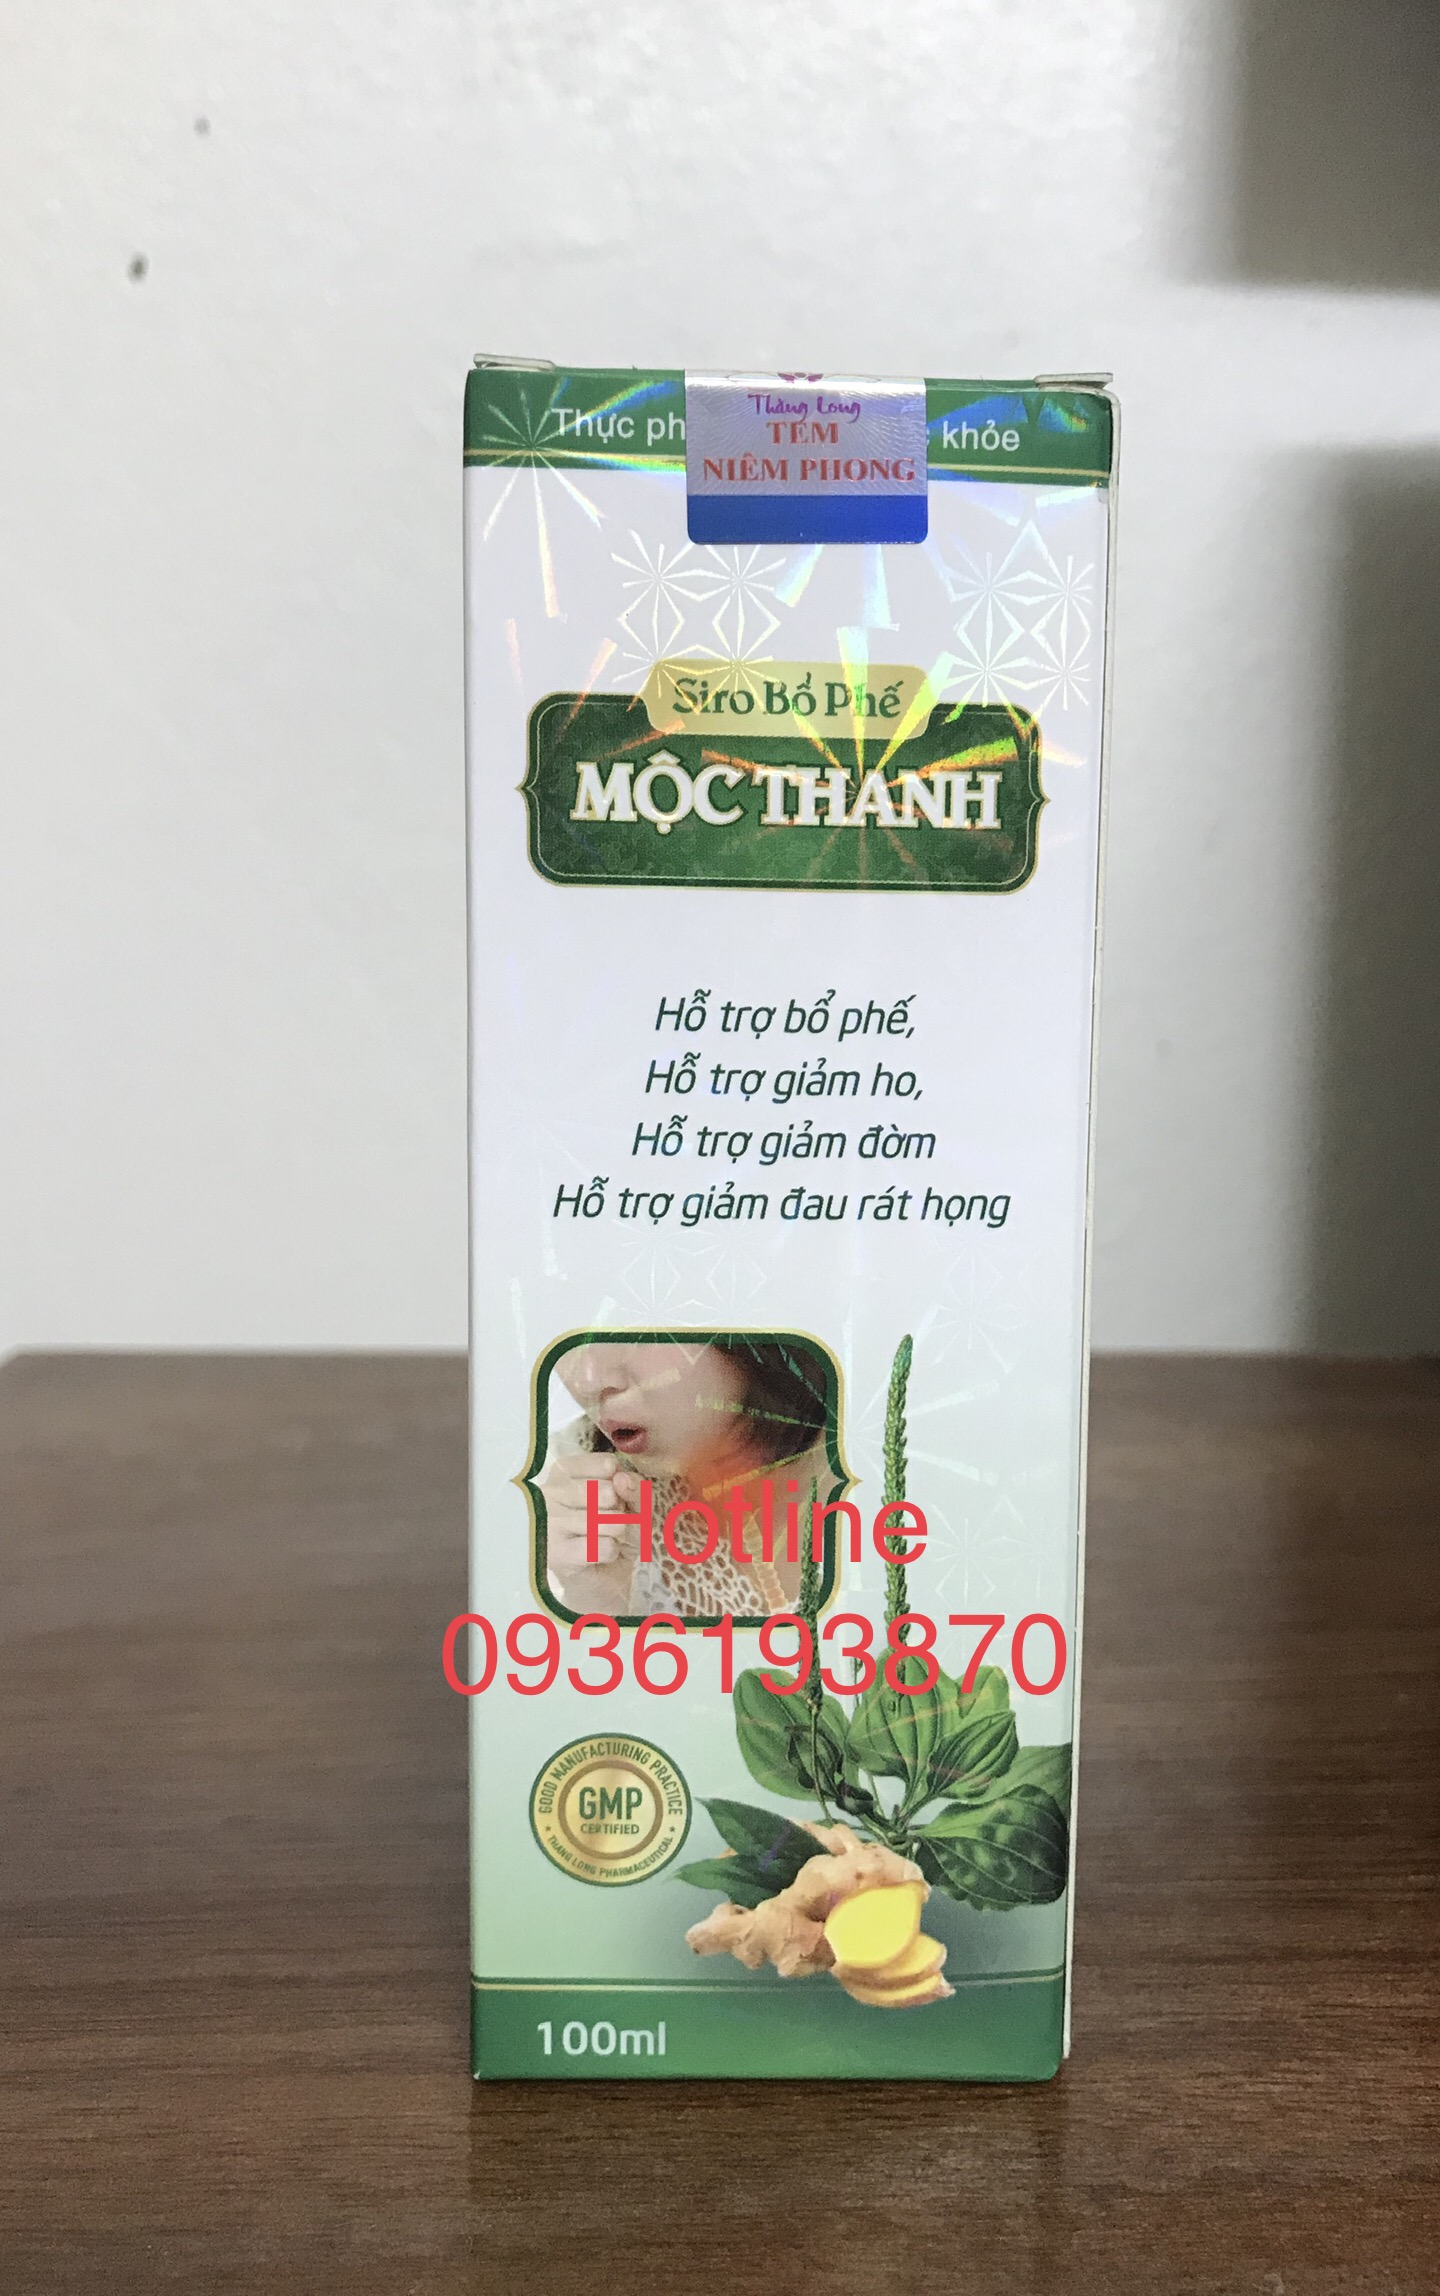 Thực ph
khỏe
Thăng Long
TEM
NIÊM PHONG
Siro Bổ Phế
MỘC THANH
Hỗ trợ bổ phế,
Hỗ trợ giảm ho,
Hỗ trợ giảm đờm
Hỗ trợ giảm đau rát họng
Hotline
0936193870
GOOD MANUFACTURING PRACTICE
GMP
CERTIFIED
THANG LONG PHARMACEUTICAL
100ml